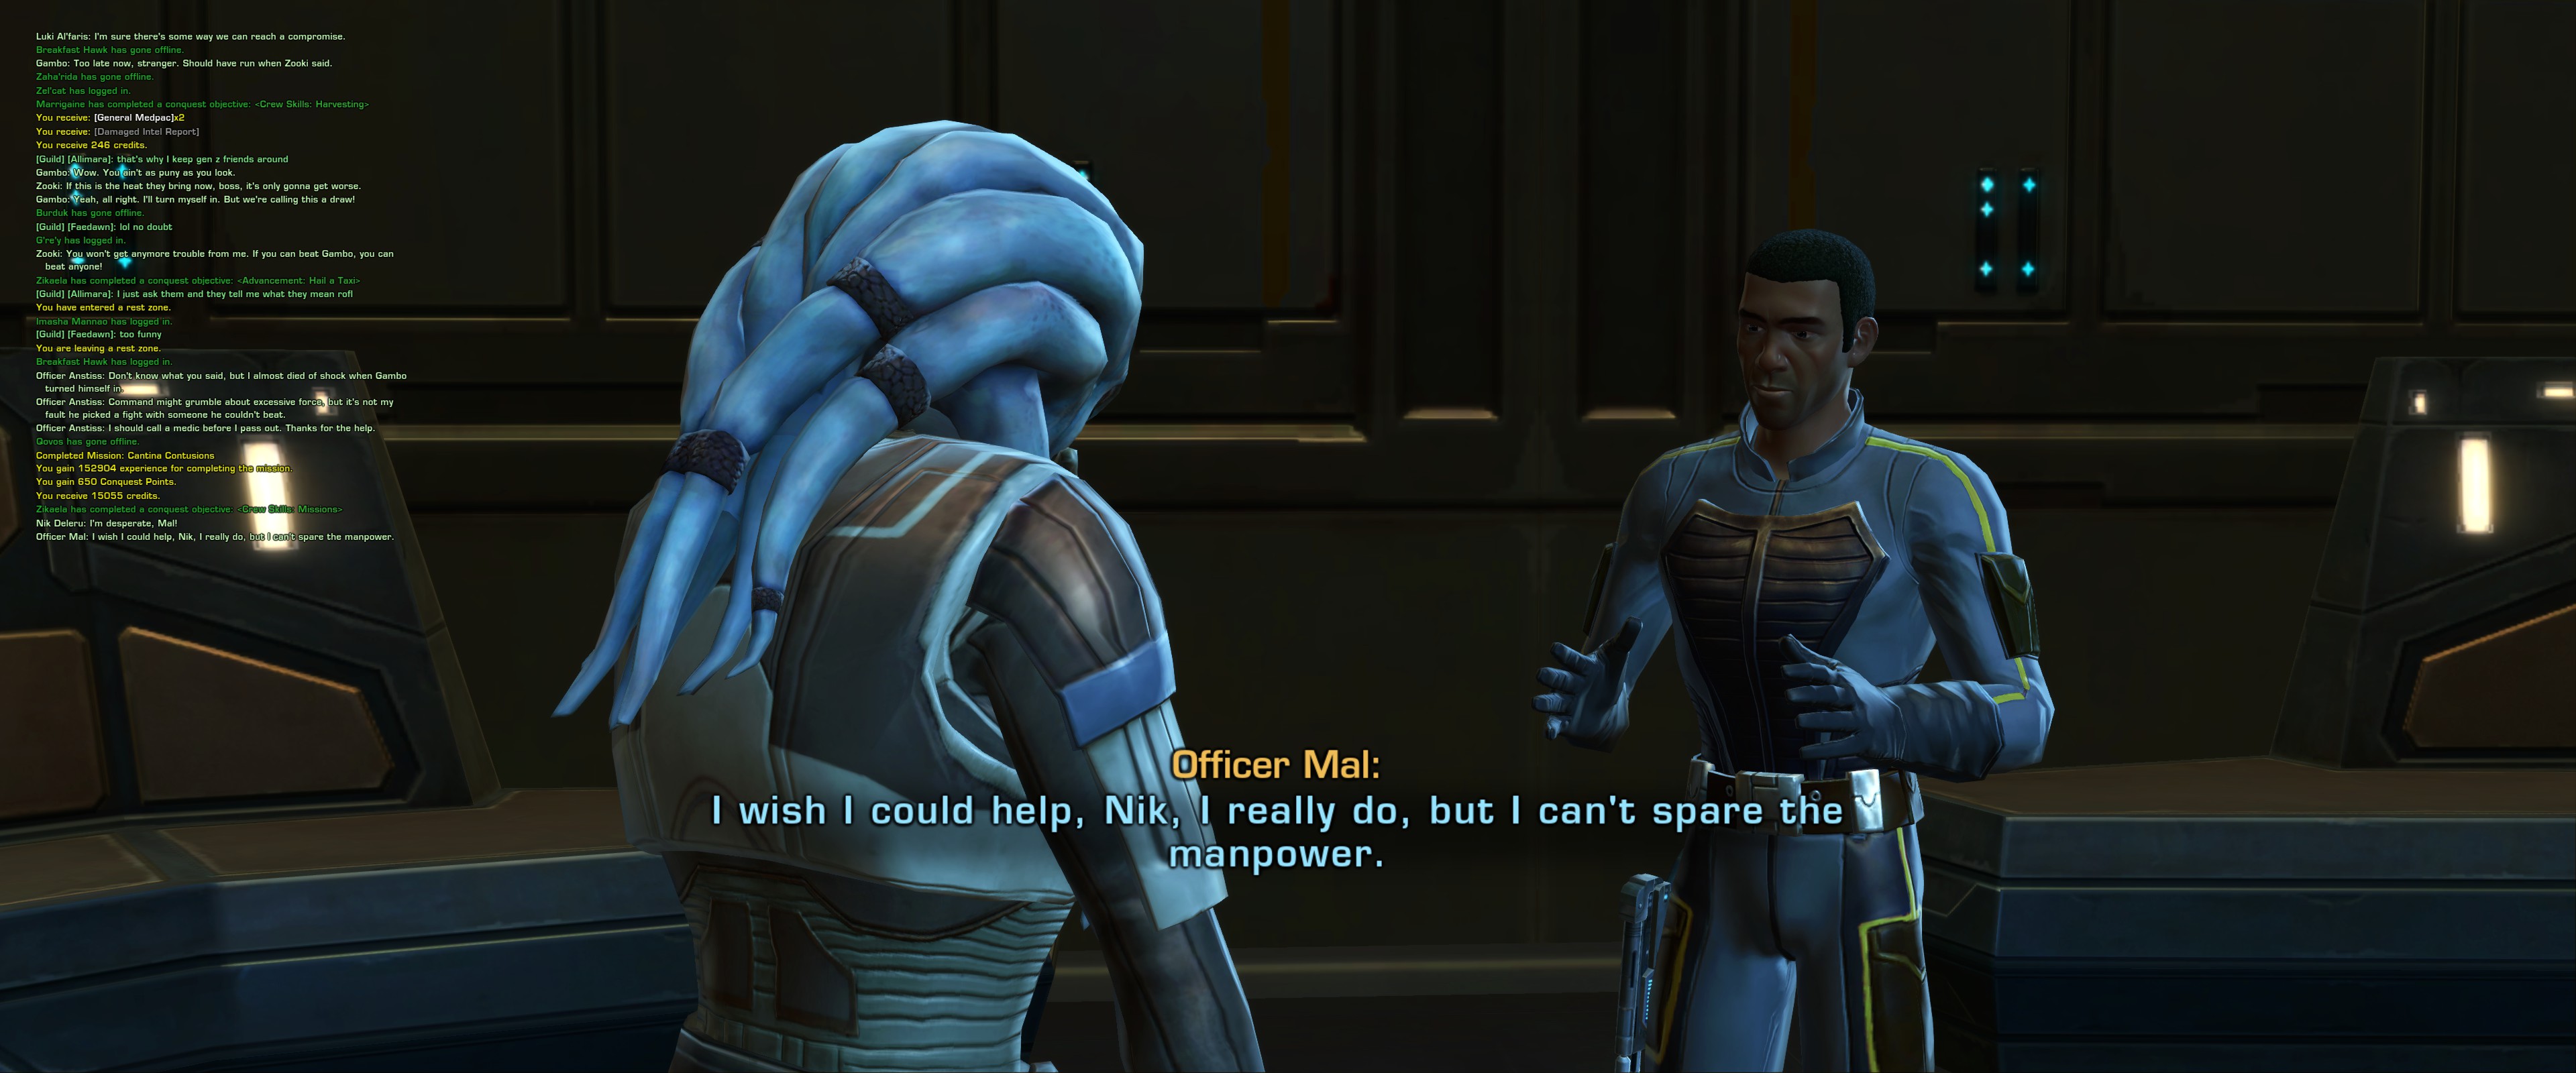 Luki Al'faris: I'm sure there's some way we can reach a compromise.
Breakfast Hawk has gone offline.
Gambo: Too late now, stranger. Should have run when Zooki said.
Zaha'rida has gone offline.
Zel'cat has logged in.
Marrigaine has completed a conquest objective: <Crew Skills: Harvesting>
You receive: [General Medpac]x2
You receive: [Damaged Intel Report]
You receive 246 credits.
[Guild] [Allimara]: that's why I keep gen z friends around
Gambo: Wow. You ain't as puny as you look.
Zooki: If this is the heat they bring now, boss, it's only gonna get worse.
Gambo: Yeah, all right. I'll turn myself in. But we're calling this a draw!
Burduk has gone offline.
[Guild] [Faedawn]: lol no doubt
G're'y has logged in.
Zooki: You won't get anymore trouble from me. If you can beat Gambo, you can
beat anyone!
Zikaela has completed a conquest objective: <Advancement: Hail a Taxi>
[Guild] [Allimara]: I just ask them and they tell me what they mean rofl
You have entered a rest zone.
Imasha Mannao has logged in.
[Guild] [Faedawn]: too funny
You are leaving a rest zone.
Breakfast Hawk has logged in.
Officer Anstiss: Don't know what you said, but I almost died of shock when Gambo
turned himself in.
Officer Anstiss: Command might grumble about excessive force, but it's not my
fault he picked a fight with someone he couldn't beat.
Officer Anstiss: I should call a medic before I pass out. Thanks for the help.
Qovos has gone offline.
Completed Mission: Cantina Contusions
You gain 152904 experience for completing the mission.
You gain 650 Conquest Points.
You receive 15055 credits.
Zikaela has completed a conquest objective: <Crew Skills: Missions>
Nik Deleru: I'm desperate, Mal!
Officer Mal: I wish I could help, Nik, I really do, but I can't spare the manpower.
Officer Mal:
I wish I could help, Nik, I really do, but I can't spare the
manpower.